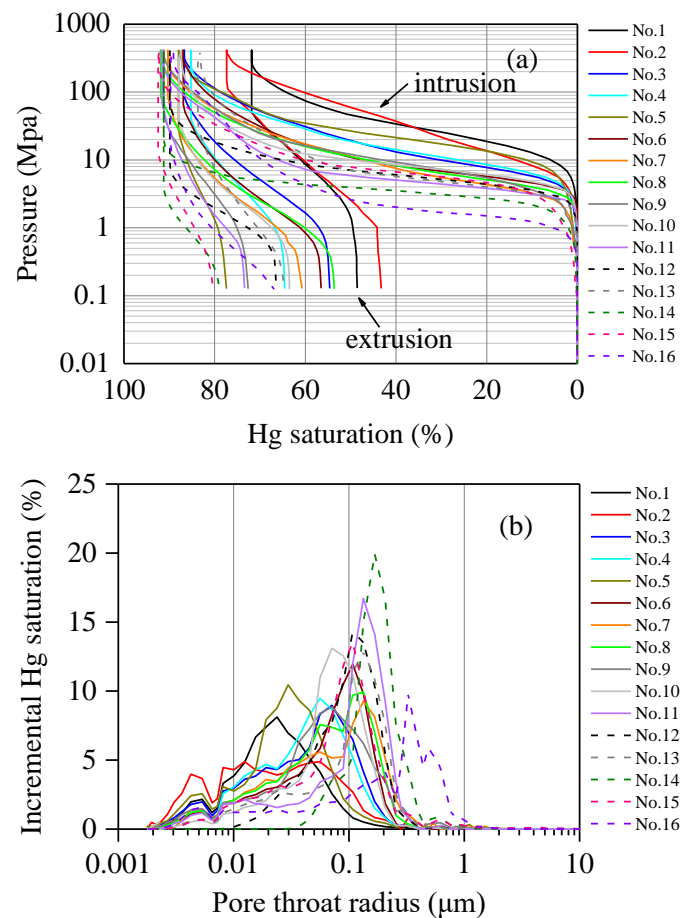 (a)
intrusion
extrusion
Pressure (Mpa)
1000
100
10
1
0.1
0.01
100 80 60 40 20 0
Hg saturation (%)
No.1
No.2
No.3
No.4
No.5
No.6
No.7
No.8
No.9
No.10
No.11
No.12
No.13
No.14
No.15
No.16
(b)
Incremental Hg saturation (%)
25
20
15
10
5
0
0.001 0.01 0.1 1 10
Pore throat radius (μm)
No.1
No.2
No.3
No.4
No.5
No.6
No.7
No.8
No.9
No.10
No.11
No.12
No.13
No.14
No.15
No.16